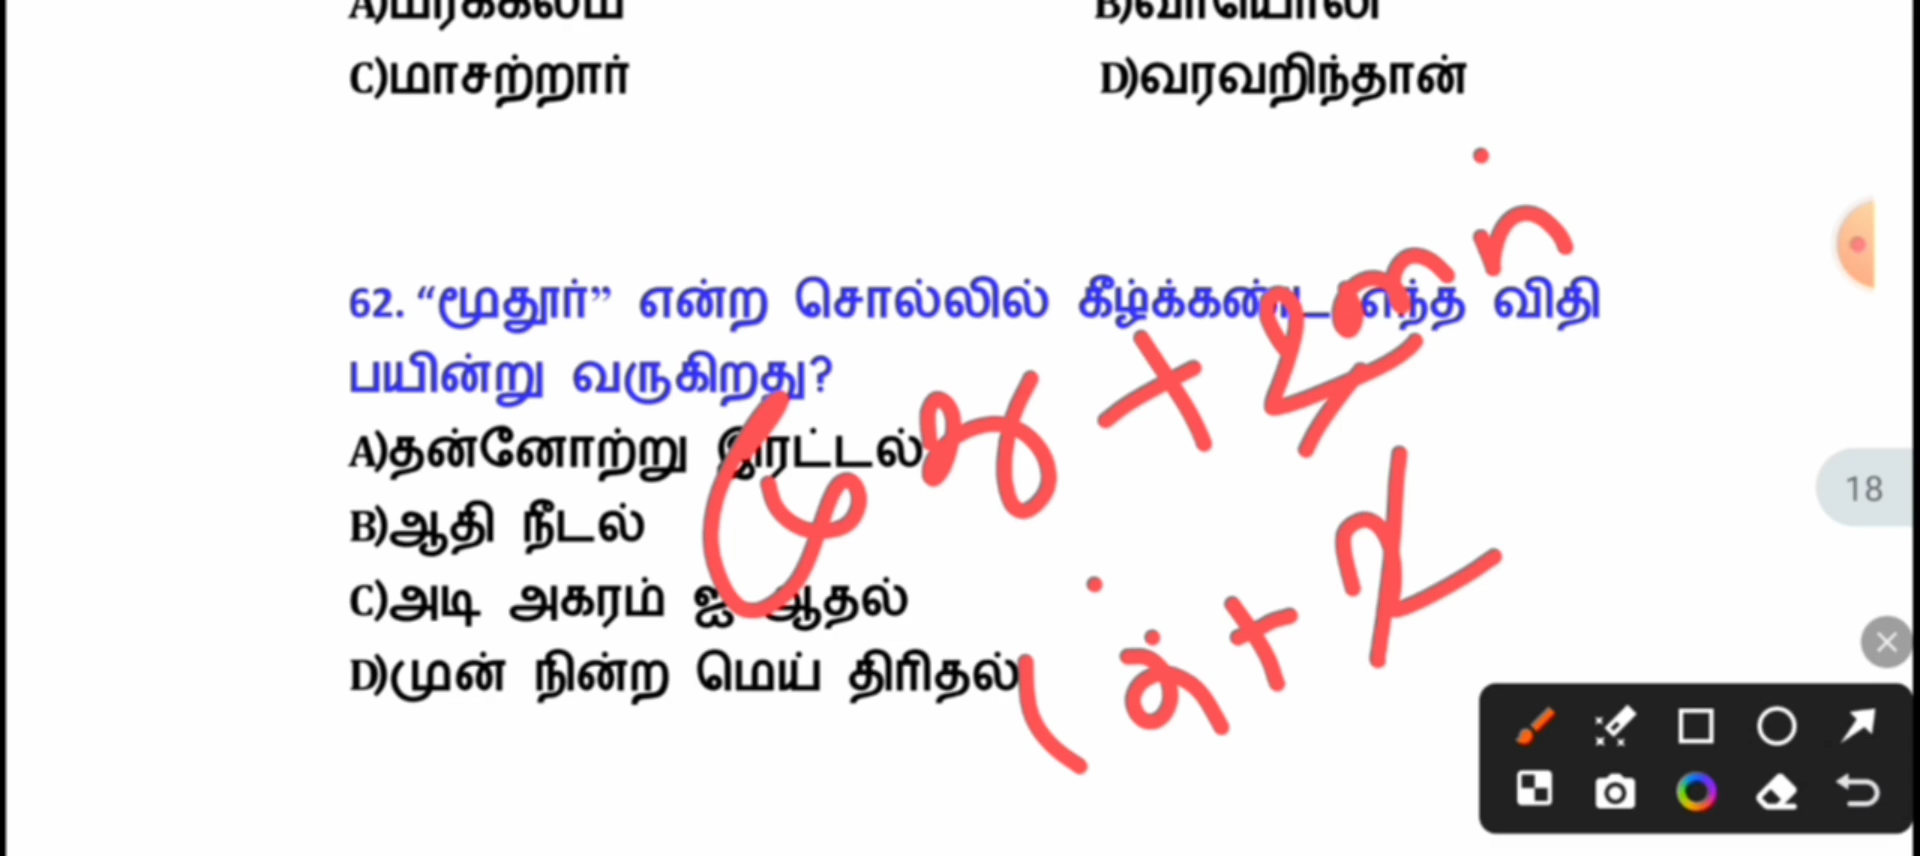 C)மாசற்றார் D)வரவறிந்தான்
62. “மூதூர்” என்ற சொல்லில் கீழ்க்கண்ட எந்த விதி
பயின்று வருகிறது?
A)தன்னோற்று இரட்டல்
B)ஆதி நீடல்
C)அடி அகரம் ஐ ஆதல்
D)முன் நின்ற மெய் திரிதல்
18